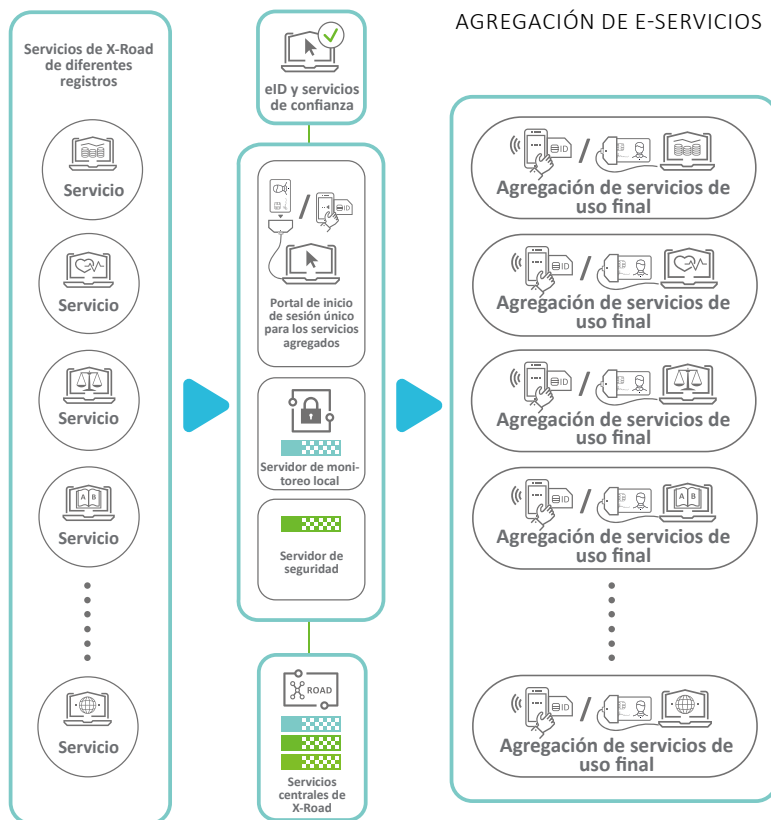 AGREGACIÓN DE E-SERVICIOS
Servicios de X-Road
de diferentes
registros
Servicio
Servicio
Servicio
A B
Servicio
Servicio
eID y servicios
de confianza
/
ID
Portal de inicio
de sesión único
para los servicios
agregados
Servidor de moni-
toreo local
Servidor de
seguridad
ROAD
Servicios
centrales de
X-Road
ID /
Agregación de servicios de
uso final
ID /
Agregación de servicios de
uso final
ID /
Agregación de servicios de
uso final
ID / A B
Agregación de servicios de
uso final
ID /
Agregación de servicios de
uso final